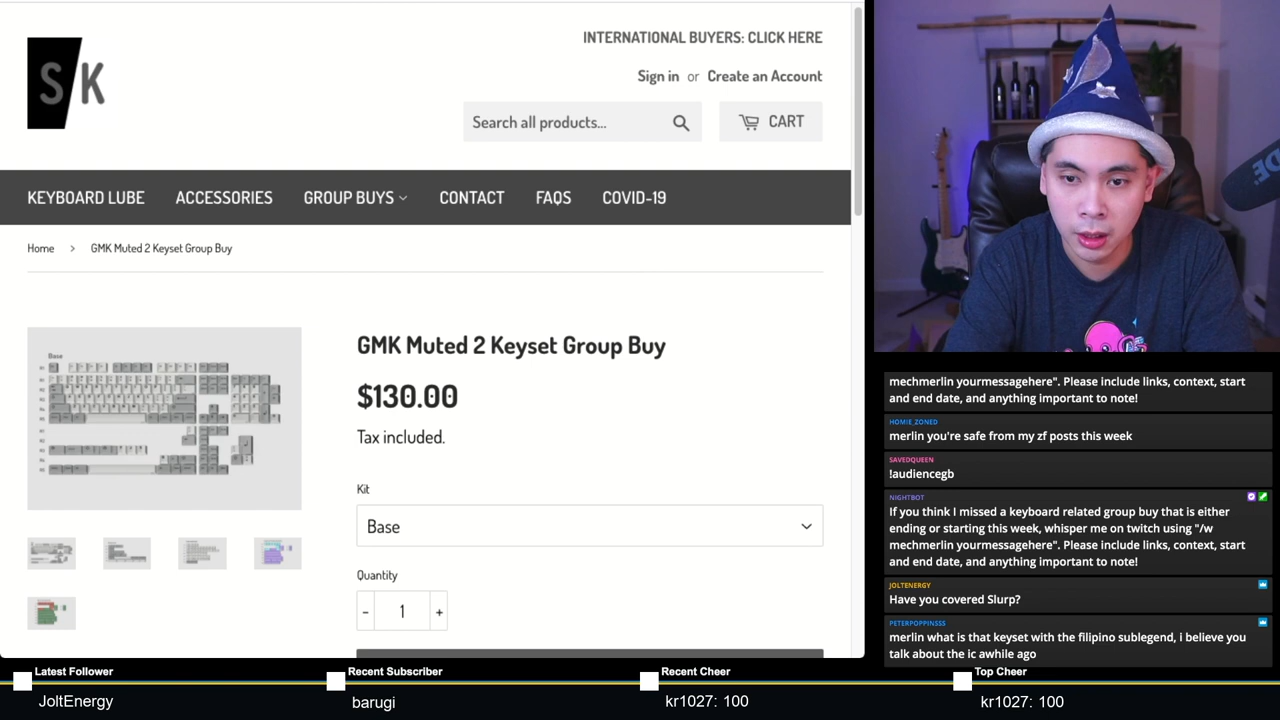 S/K
INTERNATIONAL BUYERS: CLICK HERE
Sign in or Create an Account
Search all products...
CART
KEYBOARD LUBE ACCESSORIES GROUP BUYS CONTACT FAQS COVID-19
Home > GMK Muted 2 Keyset Group Buy
Base
GMK Muted 2 Keyset Group Buy
$130.00
Tax included.
Kit
Base
Quantity
- 1 +
mechmerlin yourmessagehere". Please include links, context, start
and end date, and anything important to note!
HOMIE_ZONED
merlin you're safe from my zf posts this week
SAVEDQUEEN
!audiencegb
NIGHTBOT
If you think I missed a keyboard related group buy that is either
ending or starting this week, whisper me on twitch using "/w
mechmerlin yourmessagehere". Please include links, context, start
and end date, and anything important to note!
JOLTENERGY
Have you covered Slurp?
PETERPOPPINSSS
merlin what is that keyset with the filipino sublegend, i believe you
talk about the ic awhile ago
Latest Follower
JoltEnergy
Recent Subscriber
barugi
Recent Cheer
kr1027: 100
Top Cheer
kr1027: 100